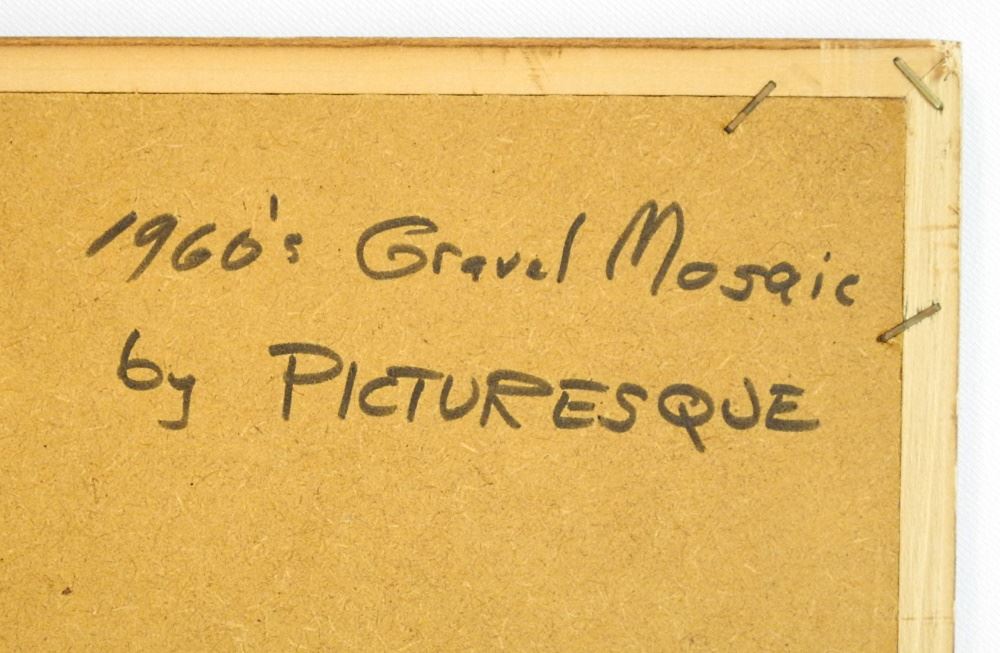 1960's Gravel Mosaic
by PICTURESQUE